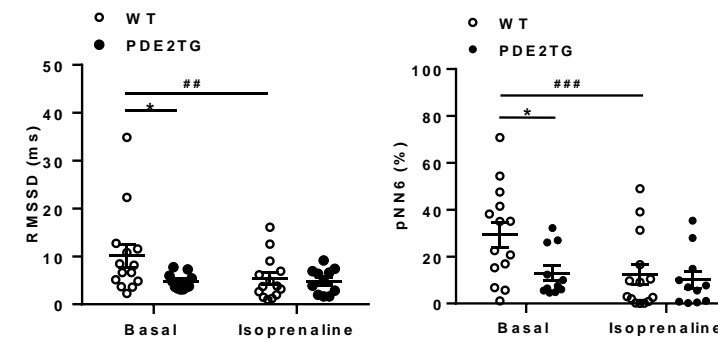 WT
PDE2TG
RMSSD (ms)
50
40
30
20
10
0
##
*
Basal
Isoprenaline
WT
PDE2TG
pNN6 (%)
100
80
60
40
20
0
###
*
Basal
Isoprenaline